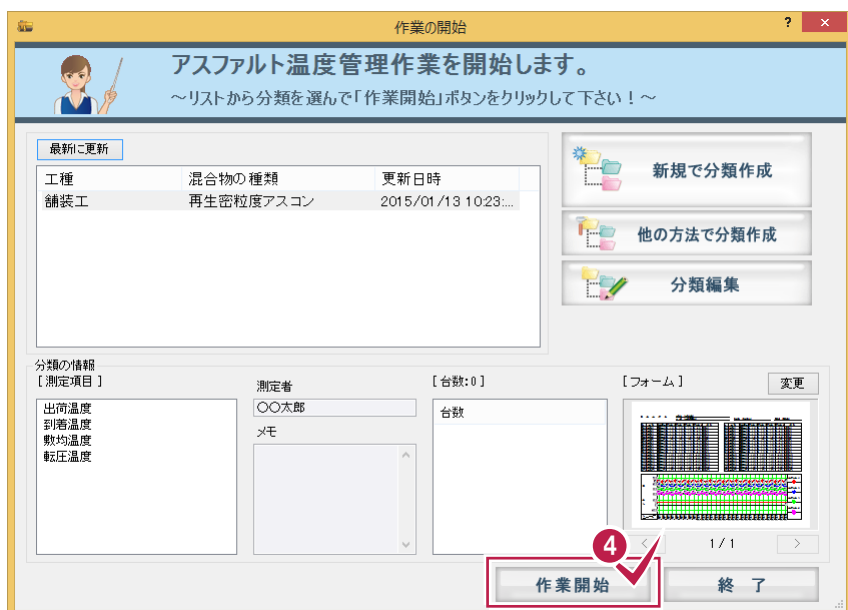 作業の開始
? ×
アスファルト温度管理作業を開始します。
～リストから分類を選んで「作業開始」ボタンをクリックして下さい！～
最新に更新
工種 混合物の種類 更新日時
舗装工 再生密粒度アスコン 2015/01/13 10:23:...
新規で分類作成
他の方法で分類作成
分類編集
分類の情報
[測定項目]
出荷温度
到着温度
敷均温度
転圧温度
測定者
〇〇太郎
メモ
[台数:0]
台数
[フォーム] 変更
< 1 / 1 >
4
作業開始 終 了